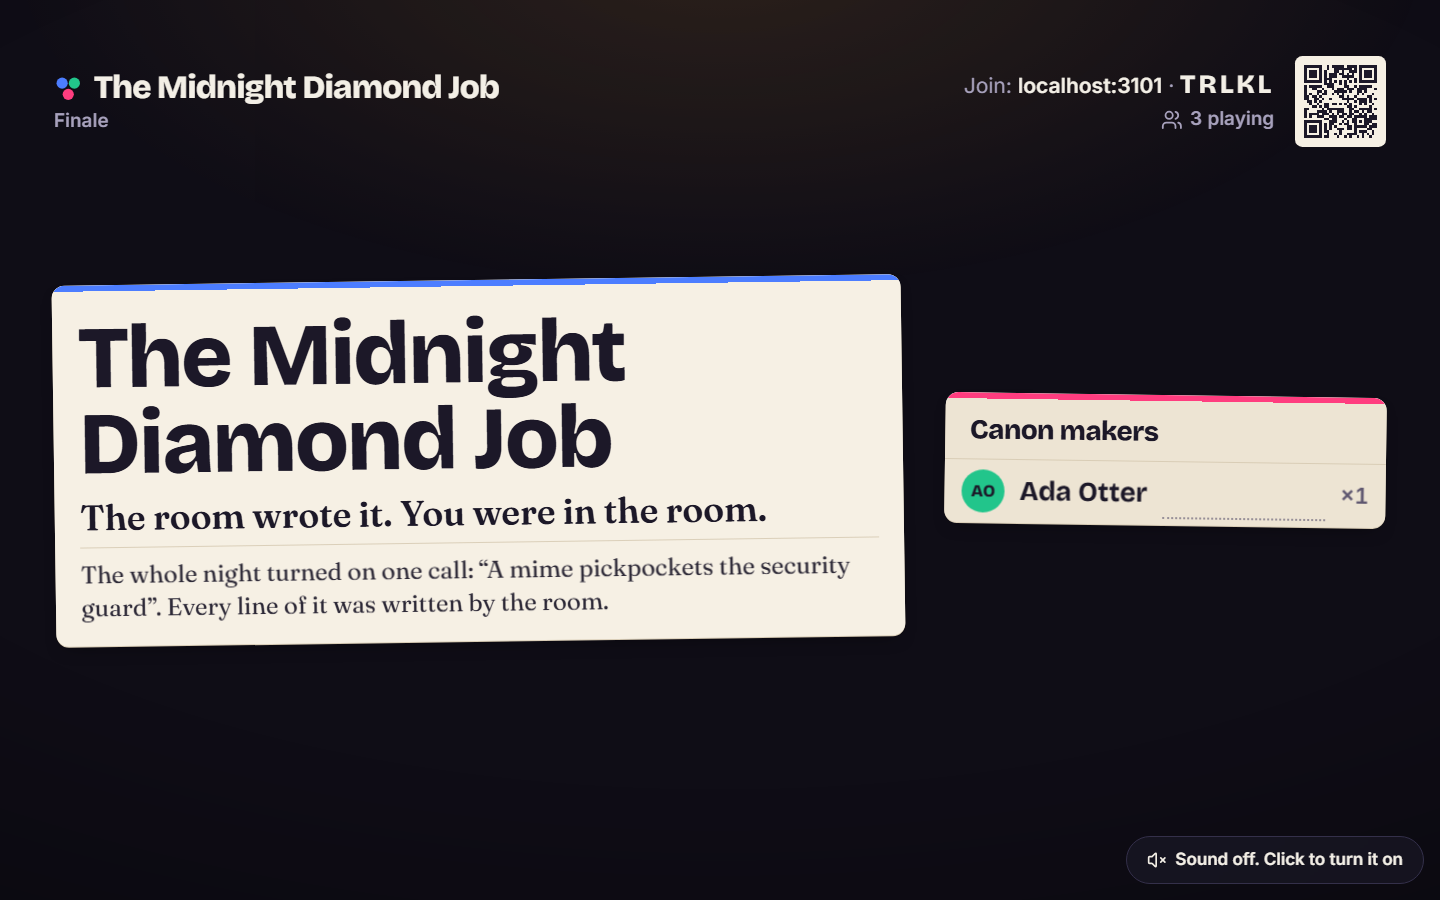 The Midnight Diamond Job
Finale
Join: localhost:3101 · TRLKL
3 playing
The Midnight
Diamond Job
The room wrote it. You were in the room.
The whole night turned on one call: “A mime pickpockets the security
guard”. Every line of it was written by the room.
Canon makers
AO Ada Otter ×1
Sound off. Click to turn it on